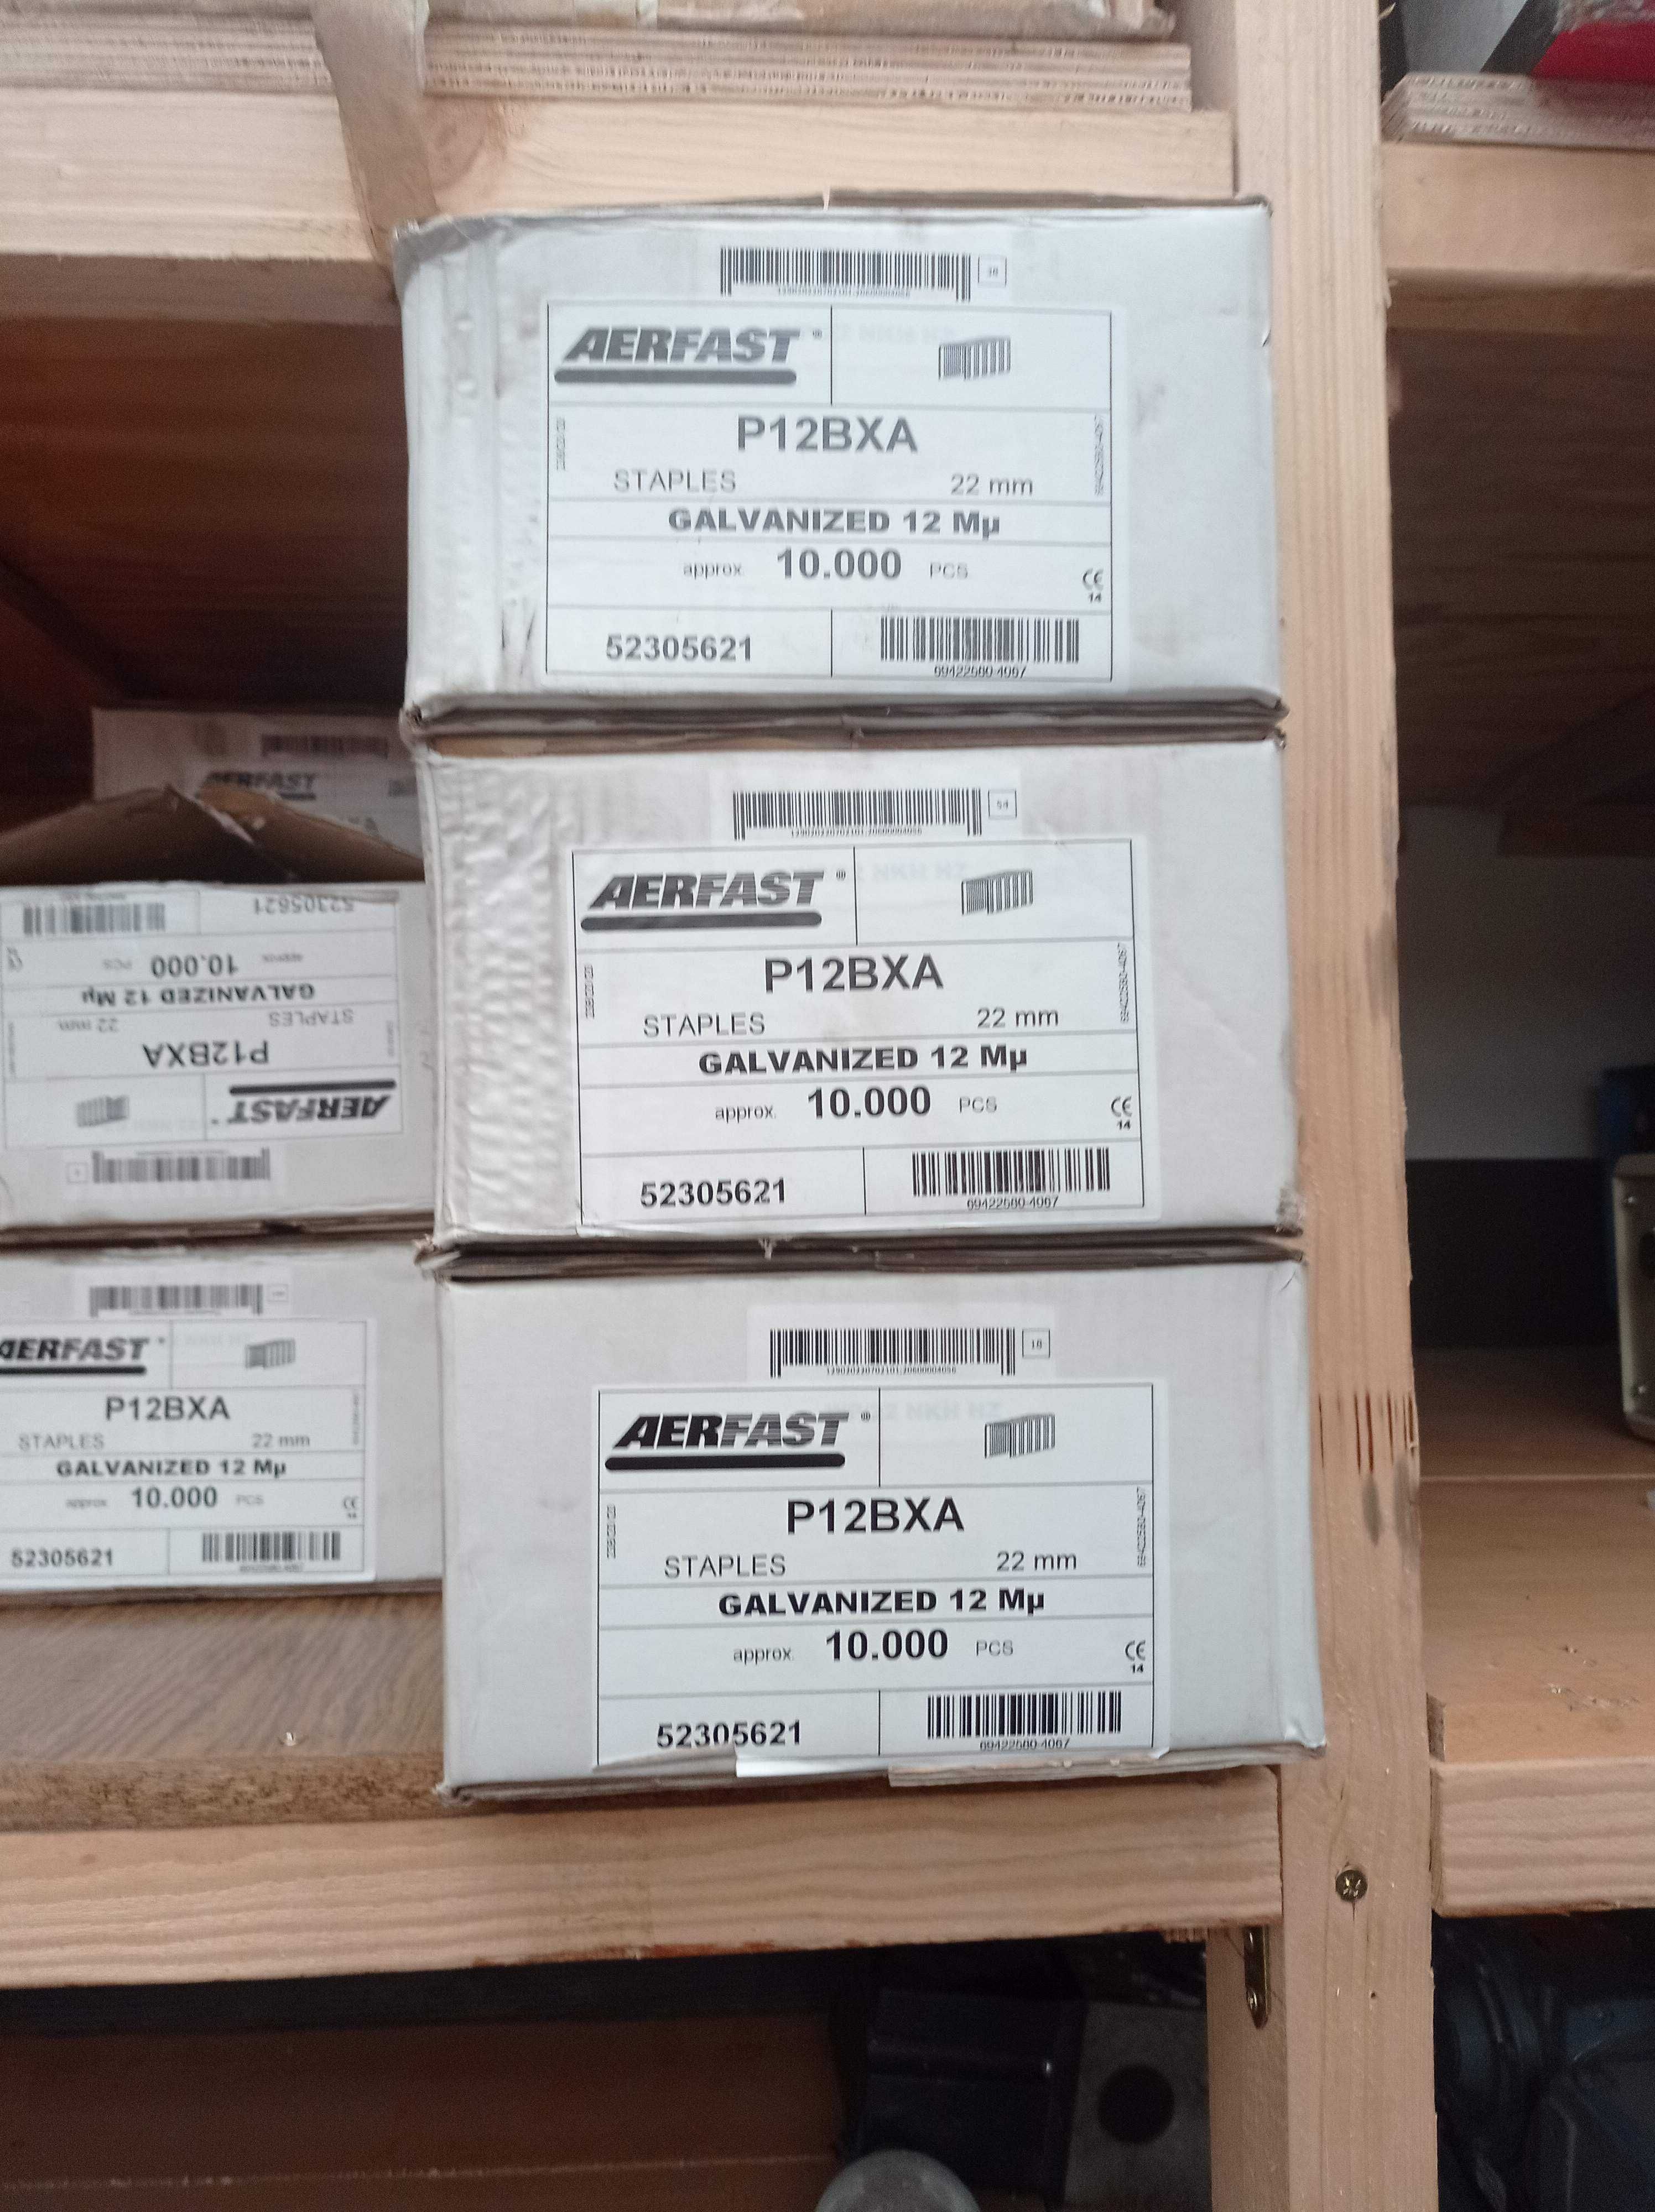 38
AERFAST®
P12BXA
STAPLES 22 mm
GALVANIZED 12 Mµ
approx. 10.000 PCS
CE
14
52305621
69422580-4067
54
AERFAST®
P12BXA
STAPLES 22 mm
GALVANIZED 12 Mµ
approx. 10.000 PCS
CE
14
52305621
69422580-4067
18
AERFAST®
P12BXA
STAPLES 22 mm
GALVANIZED 12 Mµ
approx. 10.000 PCS
CE
14
52305621
69422580-4067
AERFAST
AERFAST
P12BXA
STAPLES 22 mm
GALVANIZED 12 Mµ
approx. 10.000 PCS
52305621
AERFAST
P12BXA
STAPLES 22 mm
GALVANIZED 12 Mµ
approx. 10.000 PCS
CE
52305621